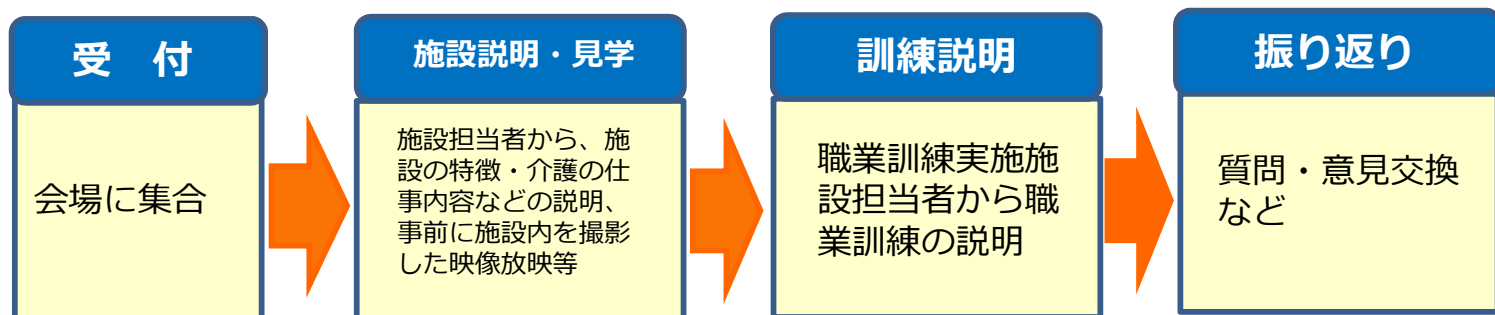 受　付
会場に集合
施設説明・見学
施設担当者から、施
設の特徴・介護の仕
事内容などの説明、
事前に施設内を撮影
した映像放映等
訓練説明
職業訓練実施施
設担当者から職
業訓練の説明
振り返り
質問・意見交換
など